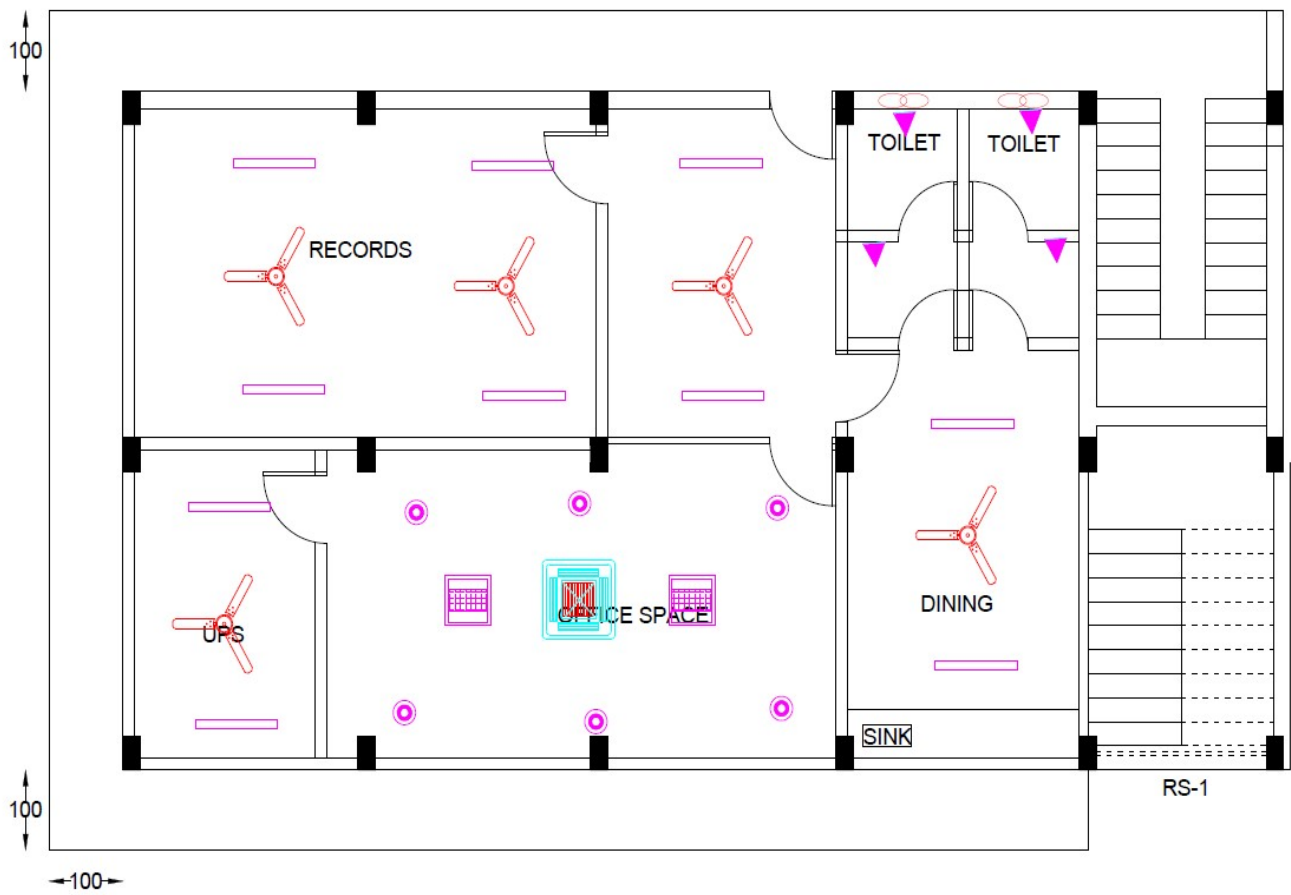 100
TOILET
TOILET
RECORDS
UPS
OFFICE SPACE
DINING
SINK
RS-1
100
100